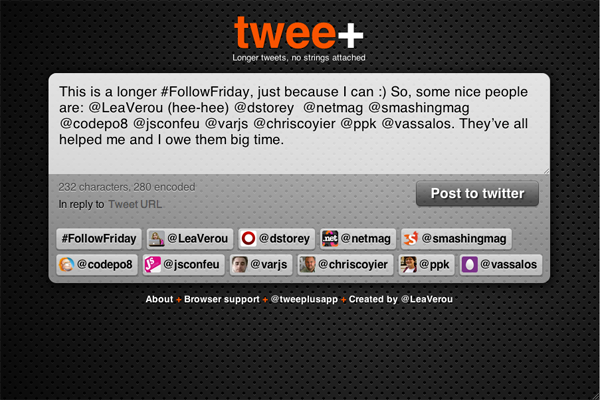 twee+
Longer tweets, no strings attached
This is a longer #FollowFriday, just because I can :) So, some nice people
are: @LeaVerou (hee-hee) @dstorey  @netmag @smashingmag
@codepo8 @jsconfeu @varjs @chriscoyier @ppk @vassalos. They've all
helped me and I owe them big time.
232 characters, 280 encoded
Post to twitter
In reply to Tweet URL
#FollowFriday @LeaVerou @dstorey .net @netmag @smashingmag
@codepo8 @jsconfeu @varjs @chriscoyier @ppk @vassalos
About + Browser support + @tweeplusapp + Created by @LeaVerou